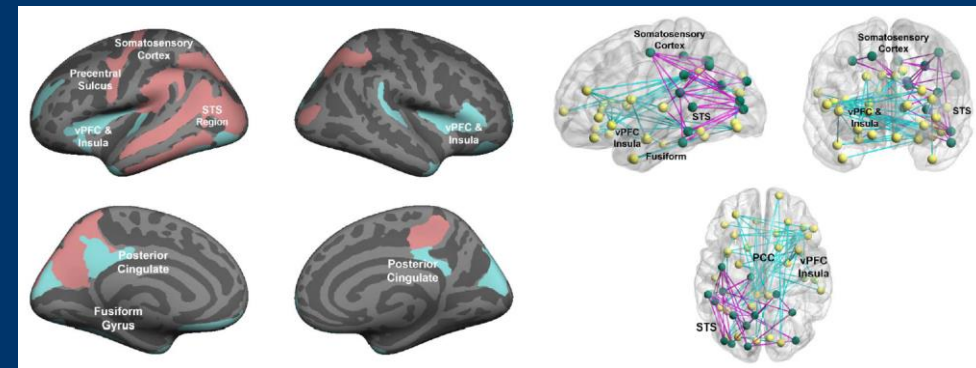 Somatosensory
Cortex
Precentral
Sulcus
STS
Region
vPFC &
Insula
vPFC &
Insula
Posterior
Cingulate
Fusiform
Gyrus
Posterior
Cingulate
Somatosensory
Cortex
STS
vPFC
Insula
Fusiform
Somatosensory
Cortex
vPFC &
Insula
STS
PCC
vPFC
Insula
STS